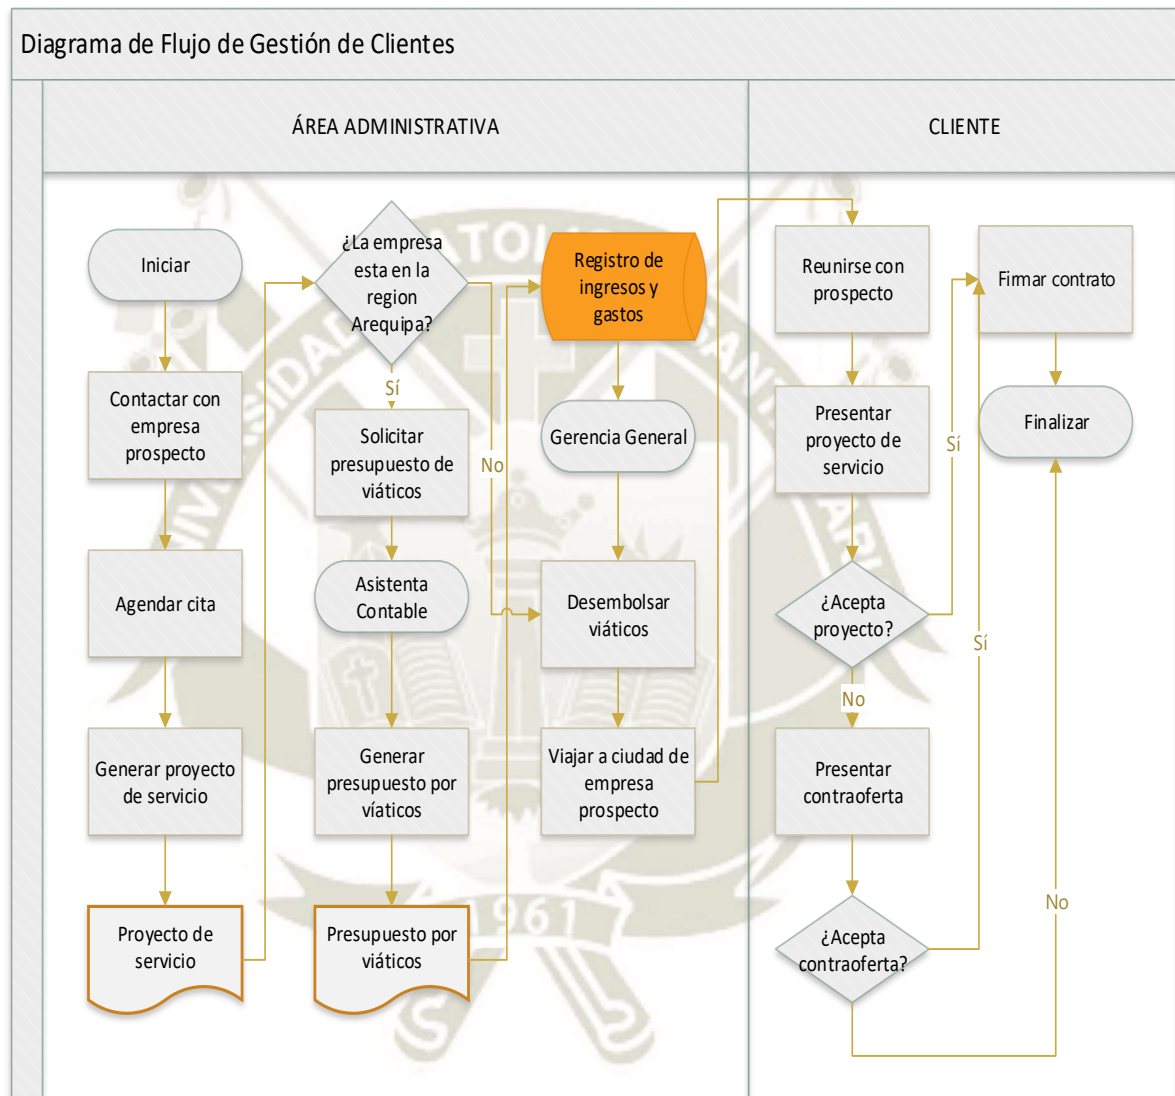 Diagrama de Flujo de Gestión de Clientes
ÁREA ADMINISTRATIVA
CLIENTE
Iniciar
Contactar con
empresa
prospecto
Agendar cita
Generar proyecto
de servicio
Proyecto de
servicio
¿La empresa
esta en la
region
Arequipa?
Sí
No
Solicitar
presupuesto de
viáticos
Asistenta
Contable
Generar
presupuesto por
víaticos
Presupuesto por
viáticos
Registro de
ingresos y
gastos
Gerencia General
Desembolsar
viáticos
Viajar a ciudad de
empresa
prospecto
Reunirse con
prospecto
Presentar
proyecto de
servicio
¿Acepta
proyecto?
Sí
No
Presentar
contraoferta
¿Acepta
contraoferta?
Sí
No
Firmar contrato
Finalizar
1961